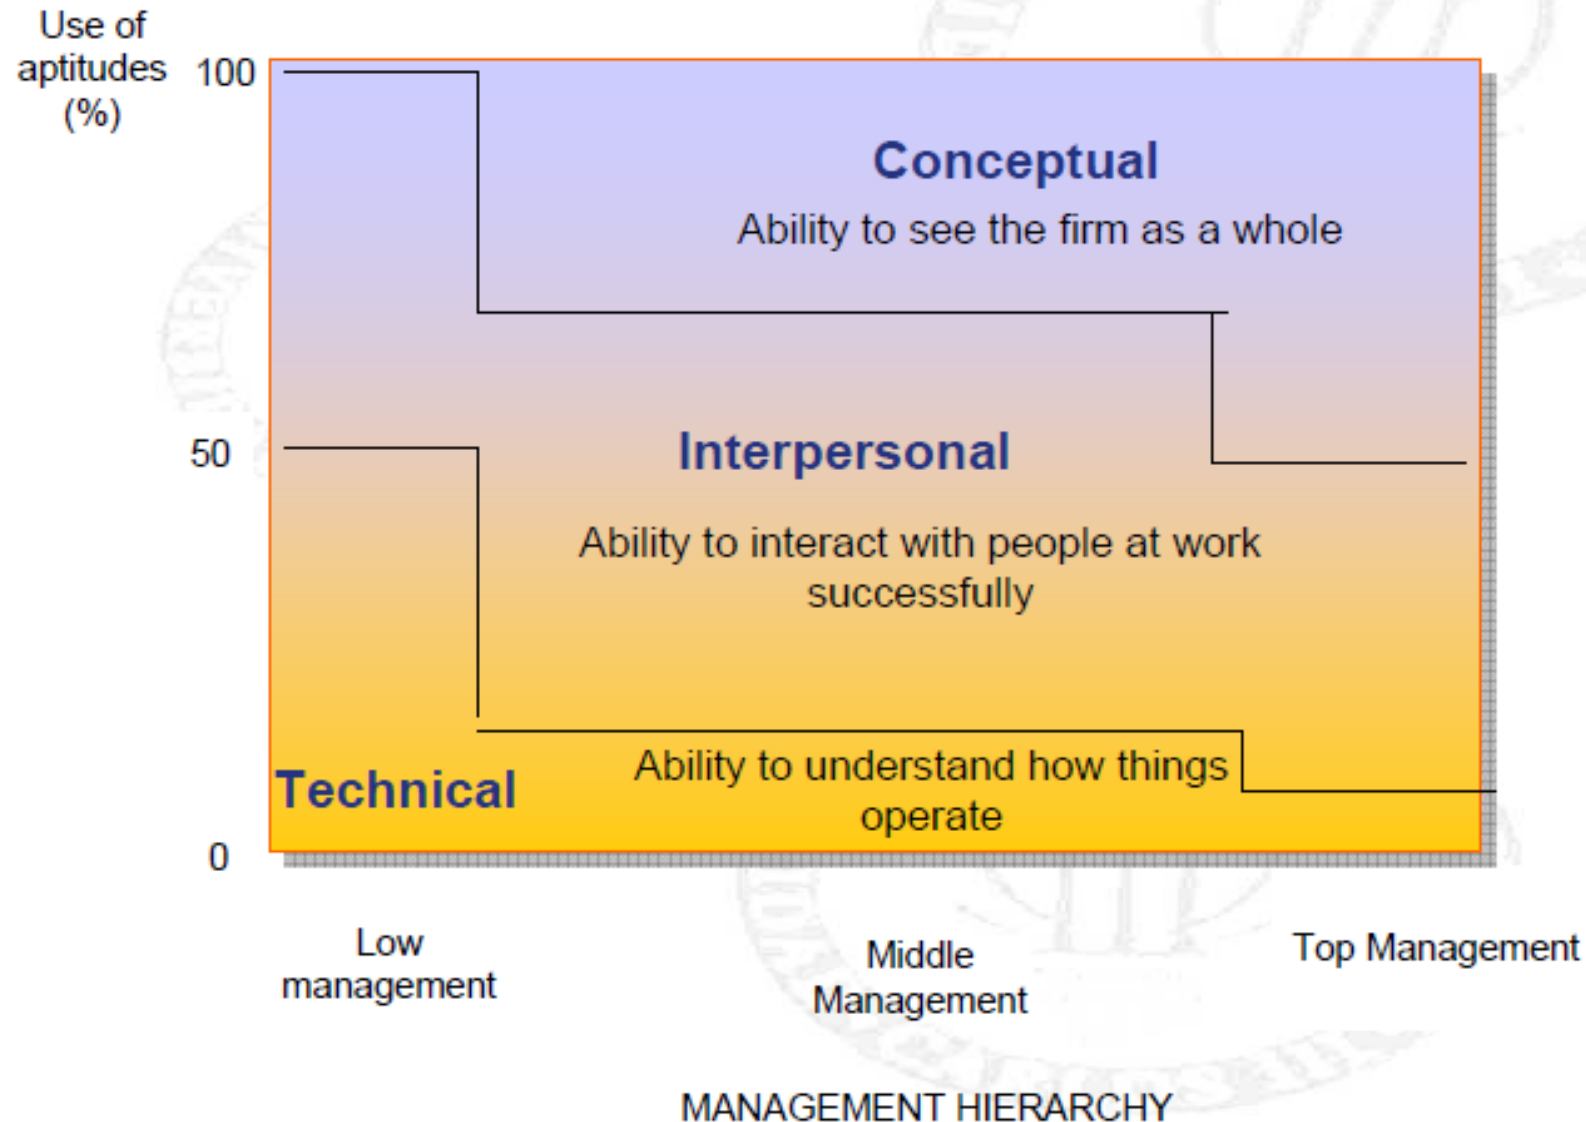 Use of
aptitudes
(%)
100
Conceptual
Ability to see the firm as a whole
50
Interpersonal
Ability to interact with people at work
successfully
Technical
Ability to understand how things
operate
0
Low
management
Middle
Management
Top Management
MANAGEMENT HIERARCHY